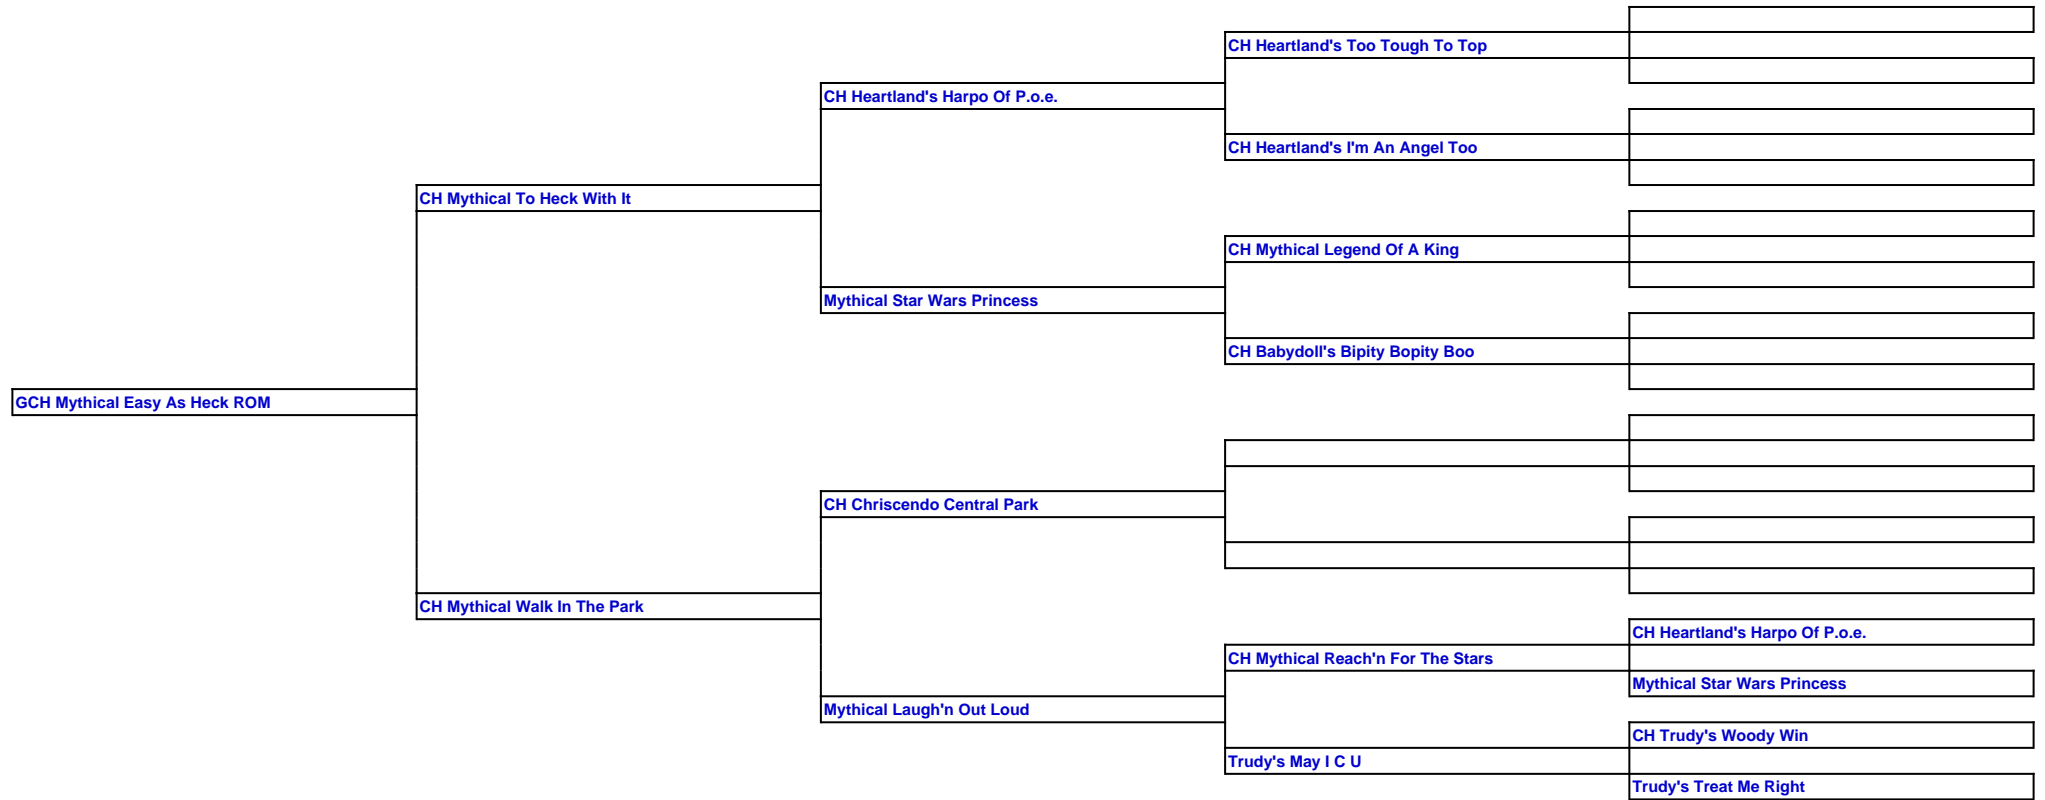 CH Heartland's Too Tough To Top
CH Heartland's Harpo Of P.o.e.
CH Heartland's I'm An Angel Too
CH Mythical To Heck With It
CH Mythical Legend Of A King
Mythical Star Wars Princess
CH Babydoll's Bipity Bopity Boo
GCH Mythical Easy As Heck ROM
CH Chriscendo Central Park
CH Mythical Walk In The Park
CH Heartland's Harpo Of P.o.e.
CH Mythical Reach'n For The Stars
Mythical Star Wars Princess
Mythical Laugh'n Out Loud
CH Trudy's Woody Win
Trudy's May I C U
Trudy's Treat Me Right